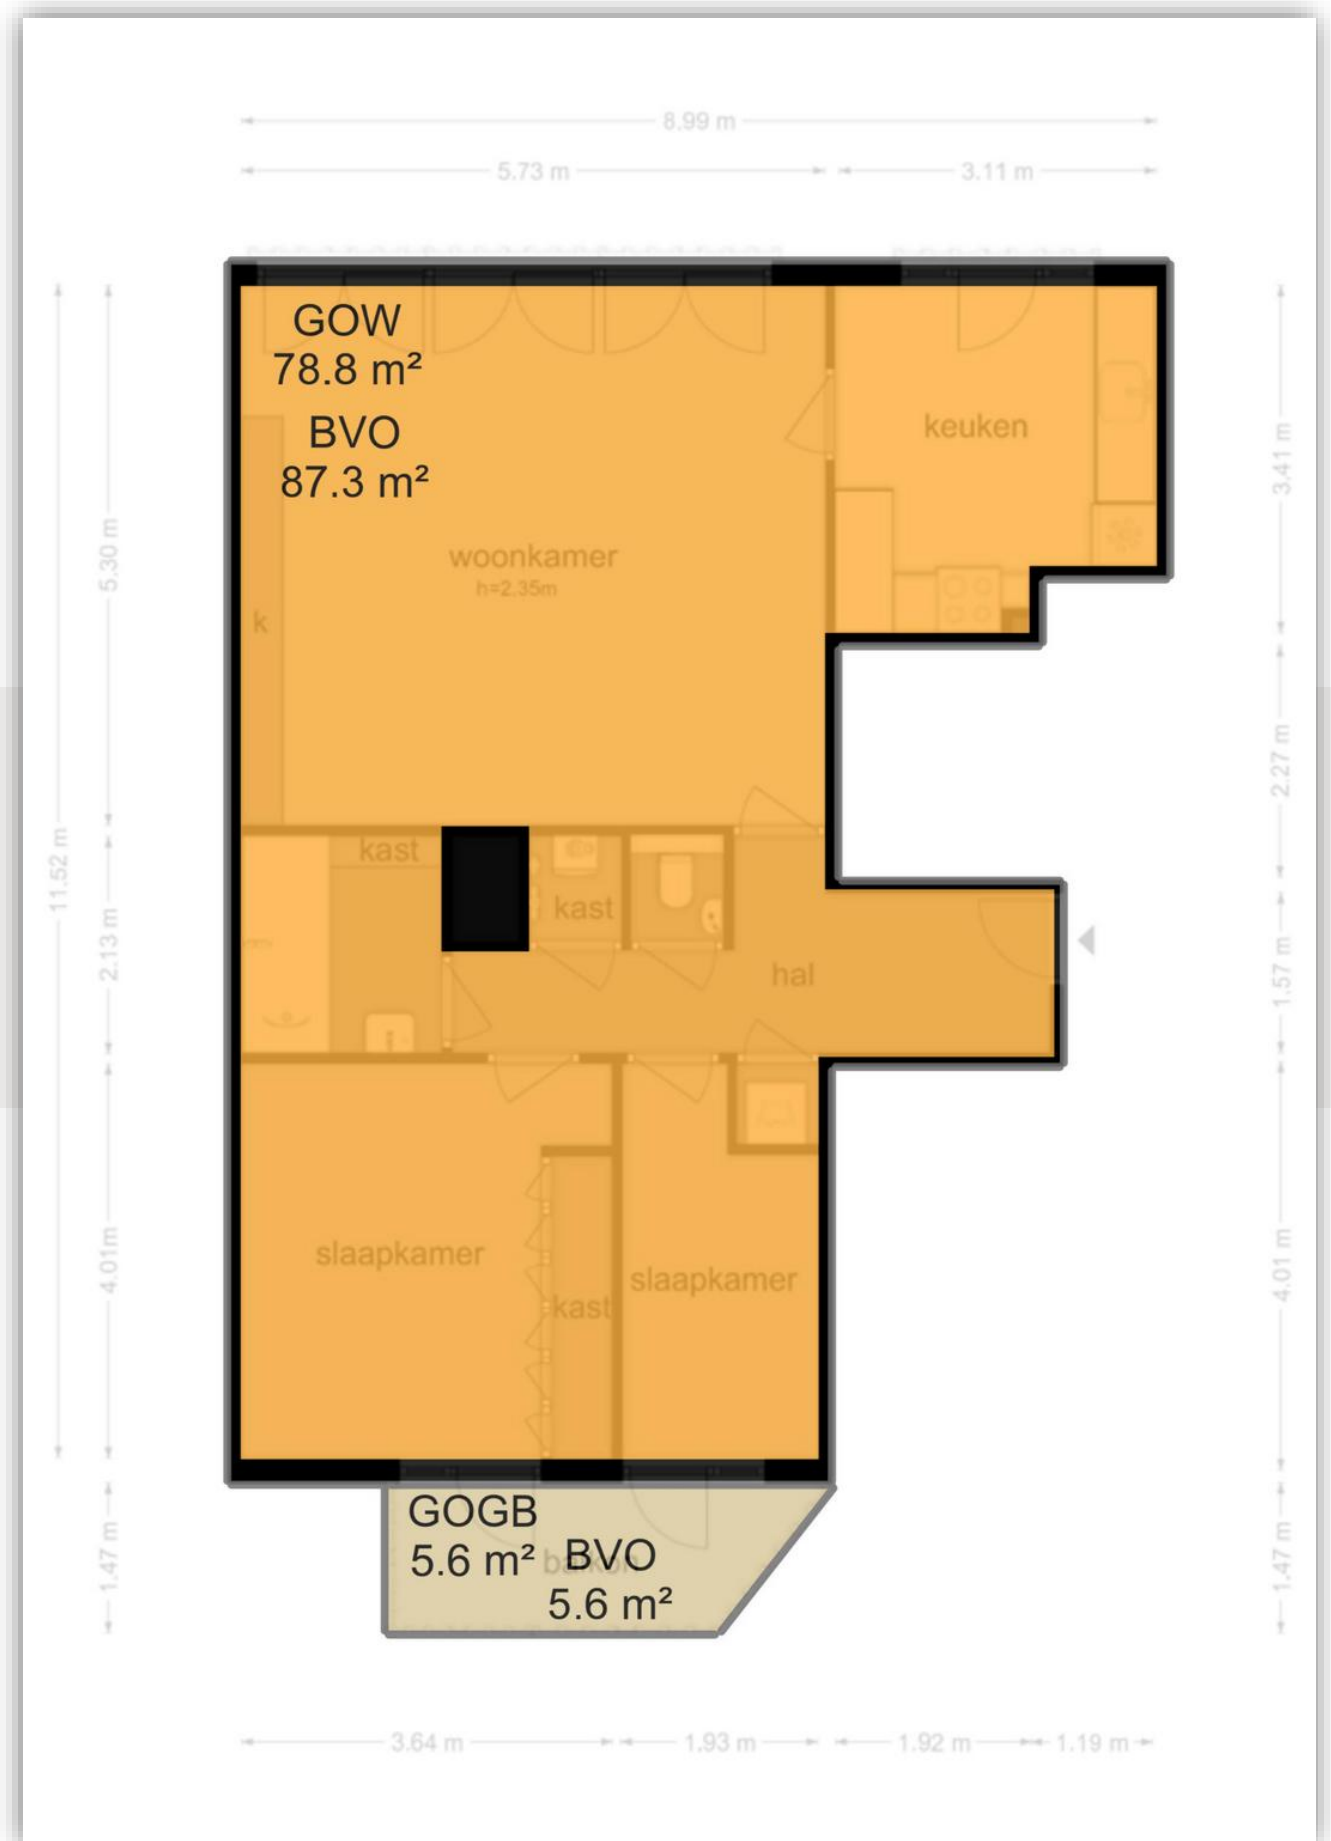 8.99 m
5.73 m
3.11 m
GOW
78.8 m²
BVO
87.3 m²
keuken
3.41 m
5.30 m
woonkamer
h=2.35m
k
2.27 m
11.52 m
kast
kast
2.13 m
hal
1.57 m
slaapkamer
slaapkamer
kast
4.01m
4.01 m
GOGB
5.6 m²
BVO
5.6 m²
balkon
1.47 m
1.47 m
3.64 m
1.93 m
1.92 m
1.19 m